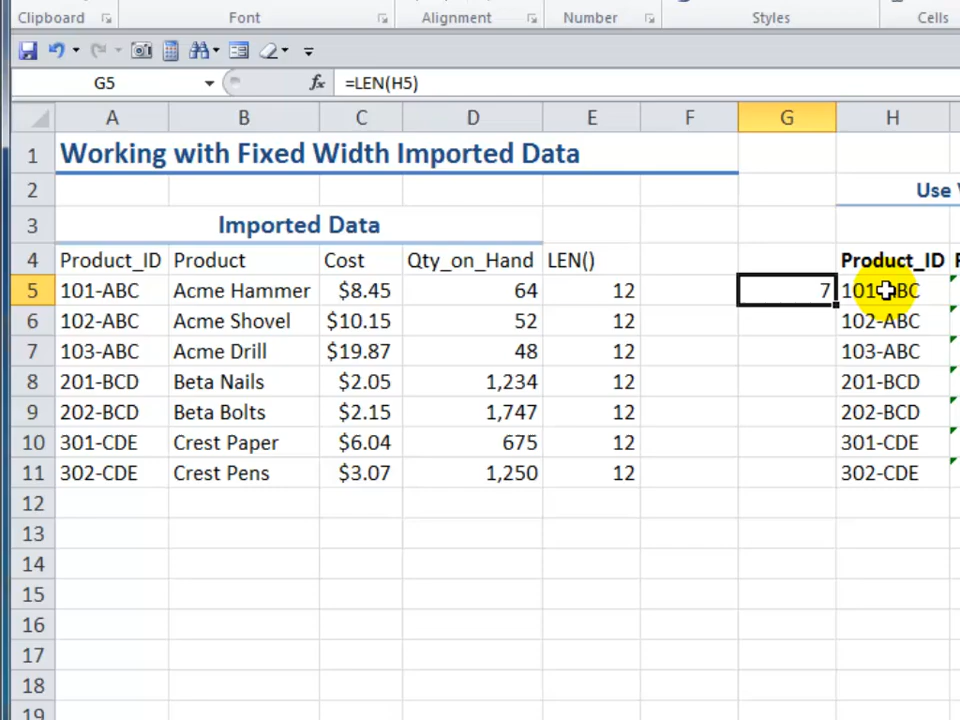 Clipboard Font Alignment Number Styles Cells
G5 fx =LEN(H5)
A B C D E F G H
1 Working with Fixed Width Imported Data
2 Use
3 Imported Data
4 Product_ID Product Cost Qty_on_Hand LEN() Product_ID
5 101-ABC Acme Hammer $8.45 64 12 7 101-ABC
6 102-ABC Acme Shovel $10.15 52 12 102-ABC
7 103-ABC Acme Drill $19.87 48 12 103-ABC
8 201-BCD Beta Nails $2.05 1,234 12 201-BCD
9 202-BCD Beta Bolts $2.15 1,747 12 202-BCD
10 301-CDE Crest Paper $6.04 675 12 301-CDE
11 302-CDE Crest Pens $3.07 1,250 12 302-CDE
12
13
14
15
16
17
18
19